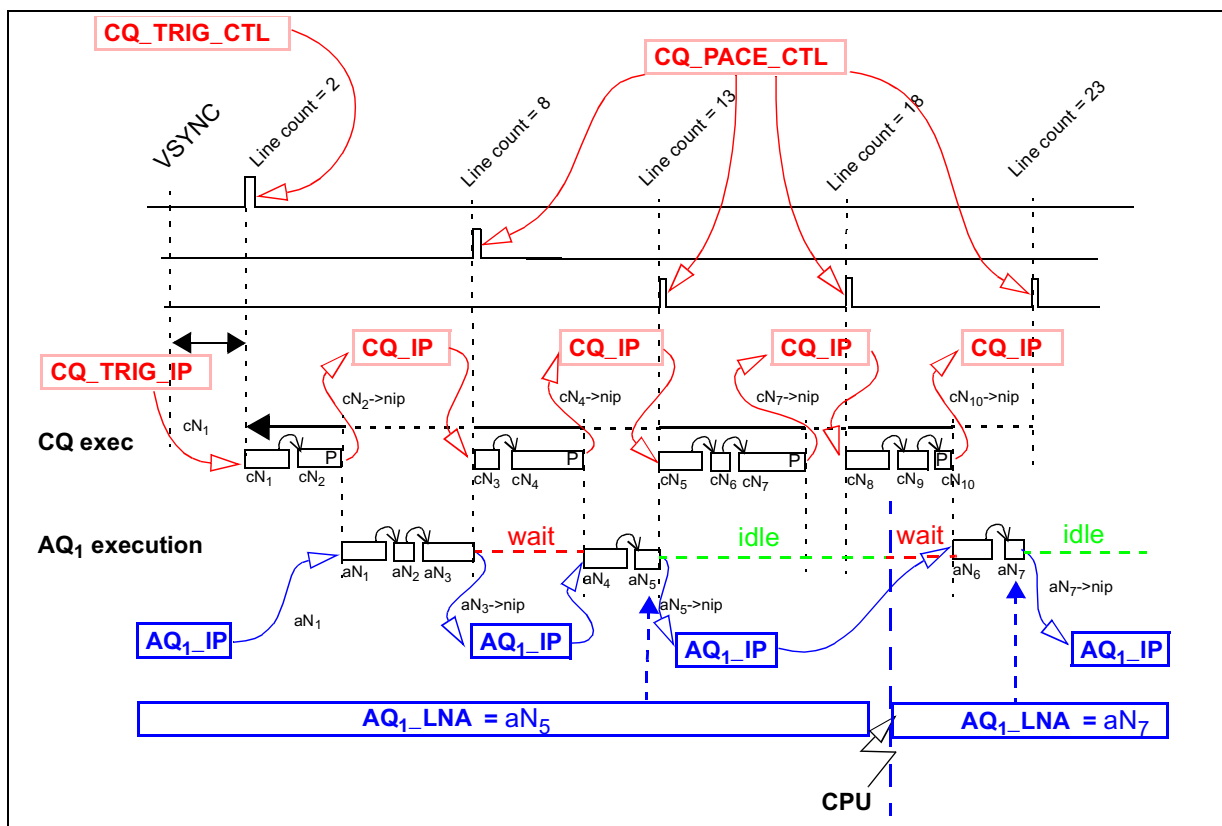 CQ_TRIG_CTL
CQ_PACE_CTL
VSYNC
Line count = 2
Line count = 8
Line count = 13
Line count = 18
Line count = 23
CQ_IP
CQ_IP
CQ_IP
CQ_IP
CQ_TRIG_IP
cN1
cN2->nip
cN4->nip
cN7->nip
cN10->nip
CQ exec
P
P
P
P
cN1
cN2
cN3
cN4
cN5
cN6
cN7
cN8
cN9
cN10
AQ1 execution
wait
idle
wait
idle
aN1
aN2
aN3
aN4
aN5
aN6
aN7
aN1
aN3->nip
aN5->nip
aN7->nip
AQ1_IP
AQ1_IP
AQ1_IP
AQ1_IP
AQ1_LNA = aN5
AQ1_LNA = aN7
CPU